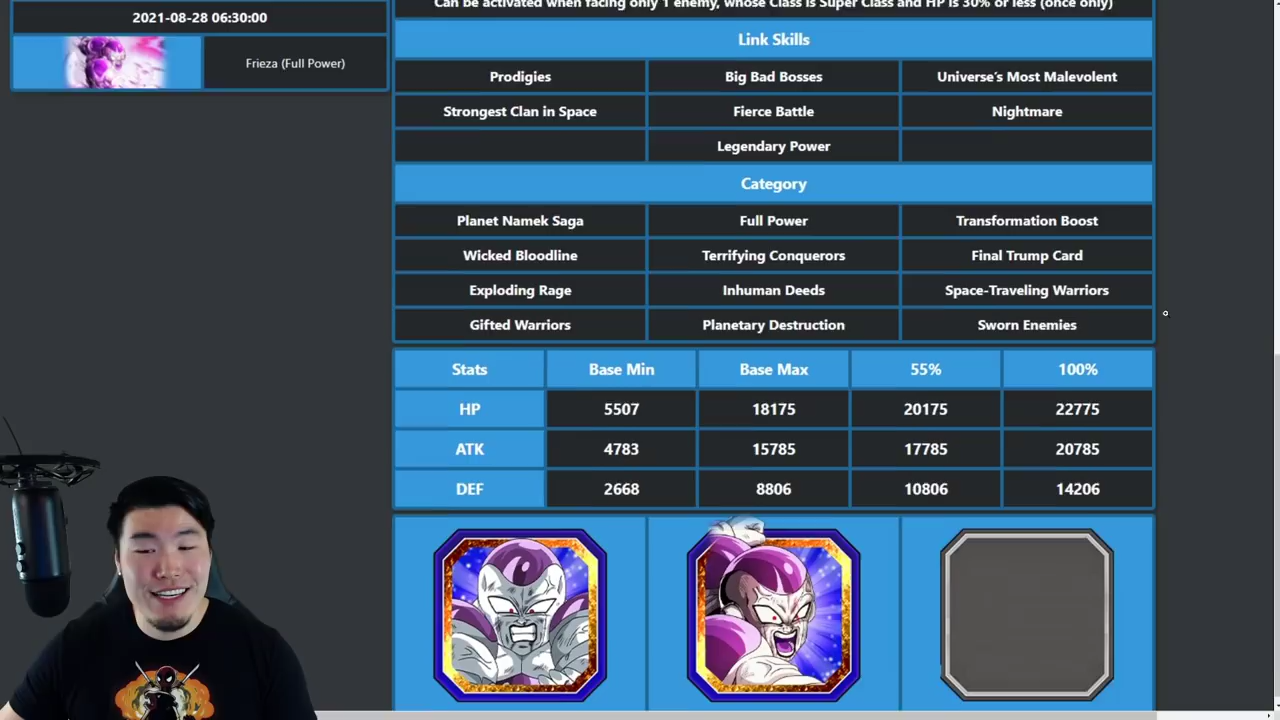 2021-08-28 06:30:00
Frieza (Full Power)
Can be activated when facing only 1 enemy, whose Class is Super Class and HP is 30% or less (once only)
Link Skills
Prodigies Big Bad Bosses Universe's Most Malevolent
Strongest Clan in Space Fierce Battle Nightmare
Legendary Power
Category
Planet Namek Saga Full Power Transformation Boost
Wicked Bloodline Terrifying Conquerors Final Trump Card
Exploding Rage Inhuman Deeds Space-Traveling Warriors
Gifted Warriors Planetary Destruction Sworn Enemies
Stats Base Min Base Max 55% 100%
HP 5507 18175 20175 22775
ATK 4783 15785 17785 20785
DEF 2668 8806 10806 14206